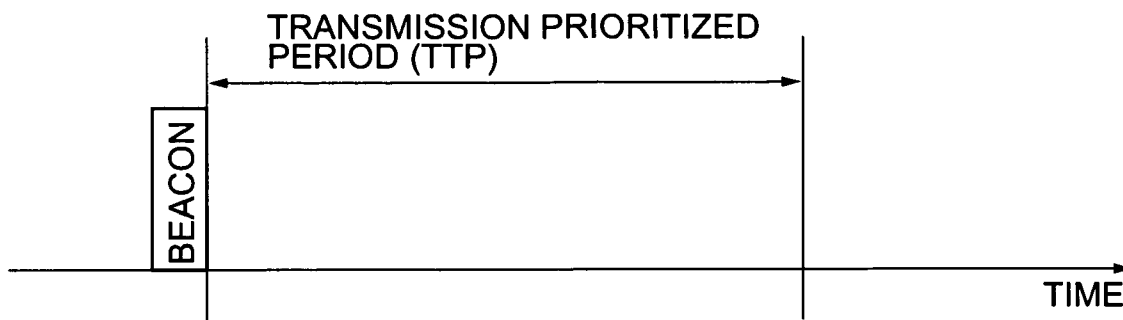 TRANSMISSION PRIORITIZED
PERIOD (TTP)
BEACON
TIME